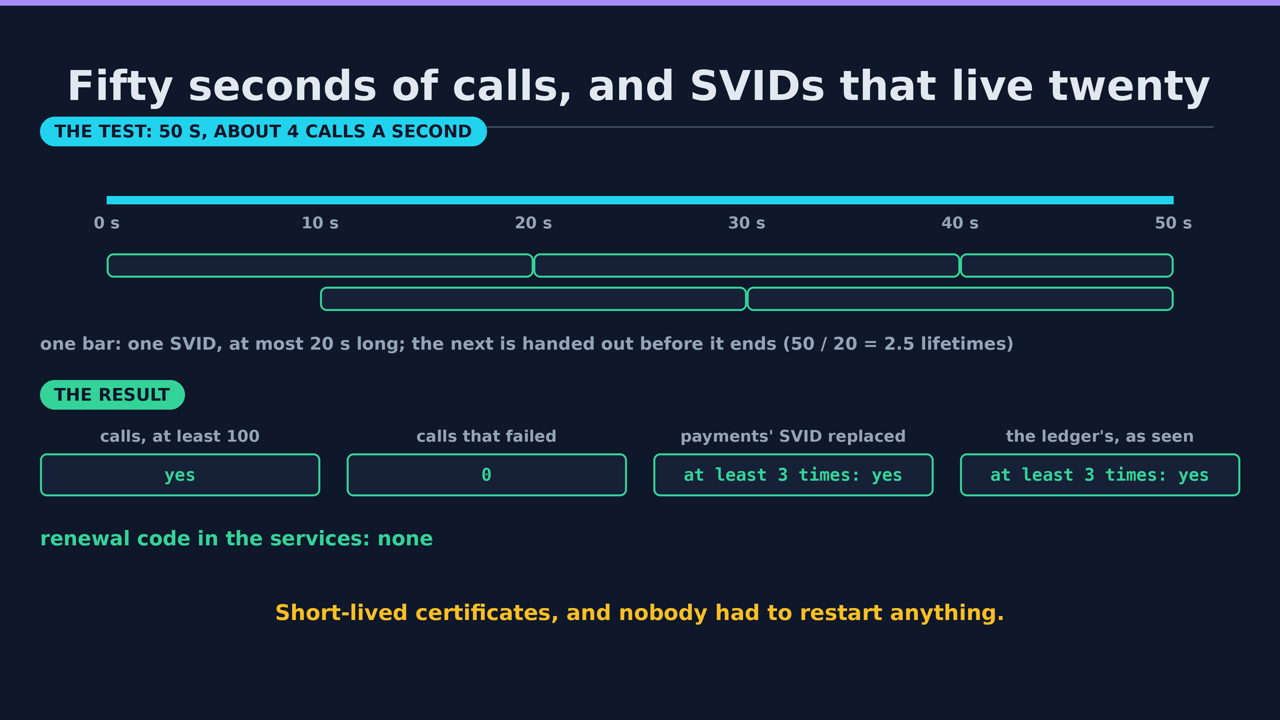 Fifty seconds of calls, and SVIDs that live twenty
THE TEST: 50 S, ABOUT 4 CALLS A SECOND
0 s 10 s 20 s 30 s 40 s 50 s
one bar: one SVID, at most 20 s long; the next is handed out before it ends (50 / 20 = 2.5 lifetimes)
THE RESULT
calls, at least 100 calls that failed payments' SVID replaced the ledger's, as seen
yes 0 at least 3 times: yes at least 3 times: yes
renewal code in the services: none
Short-lived certificates, and nobody had to restart anything.